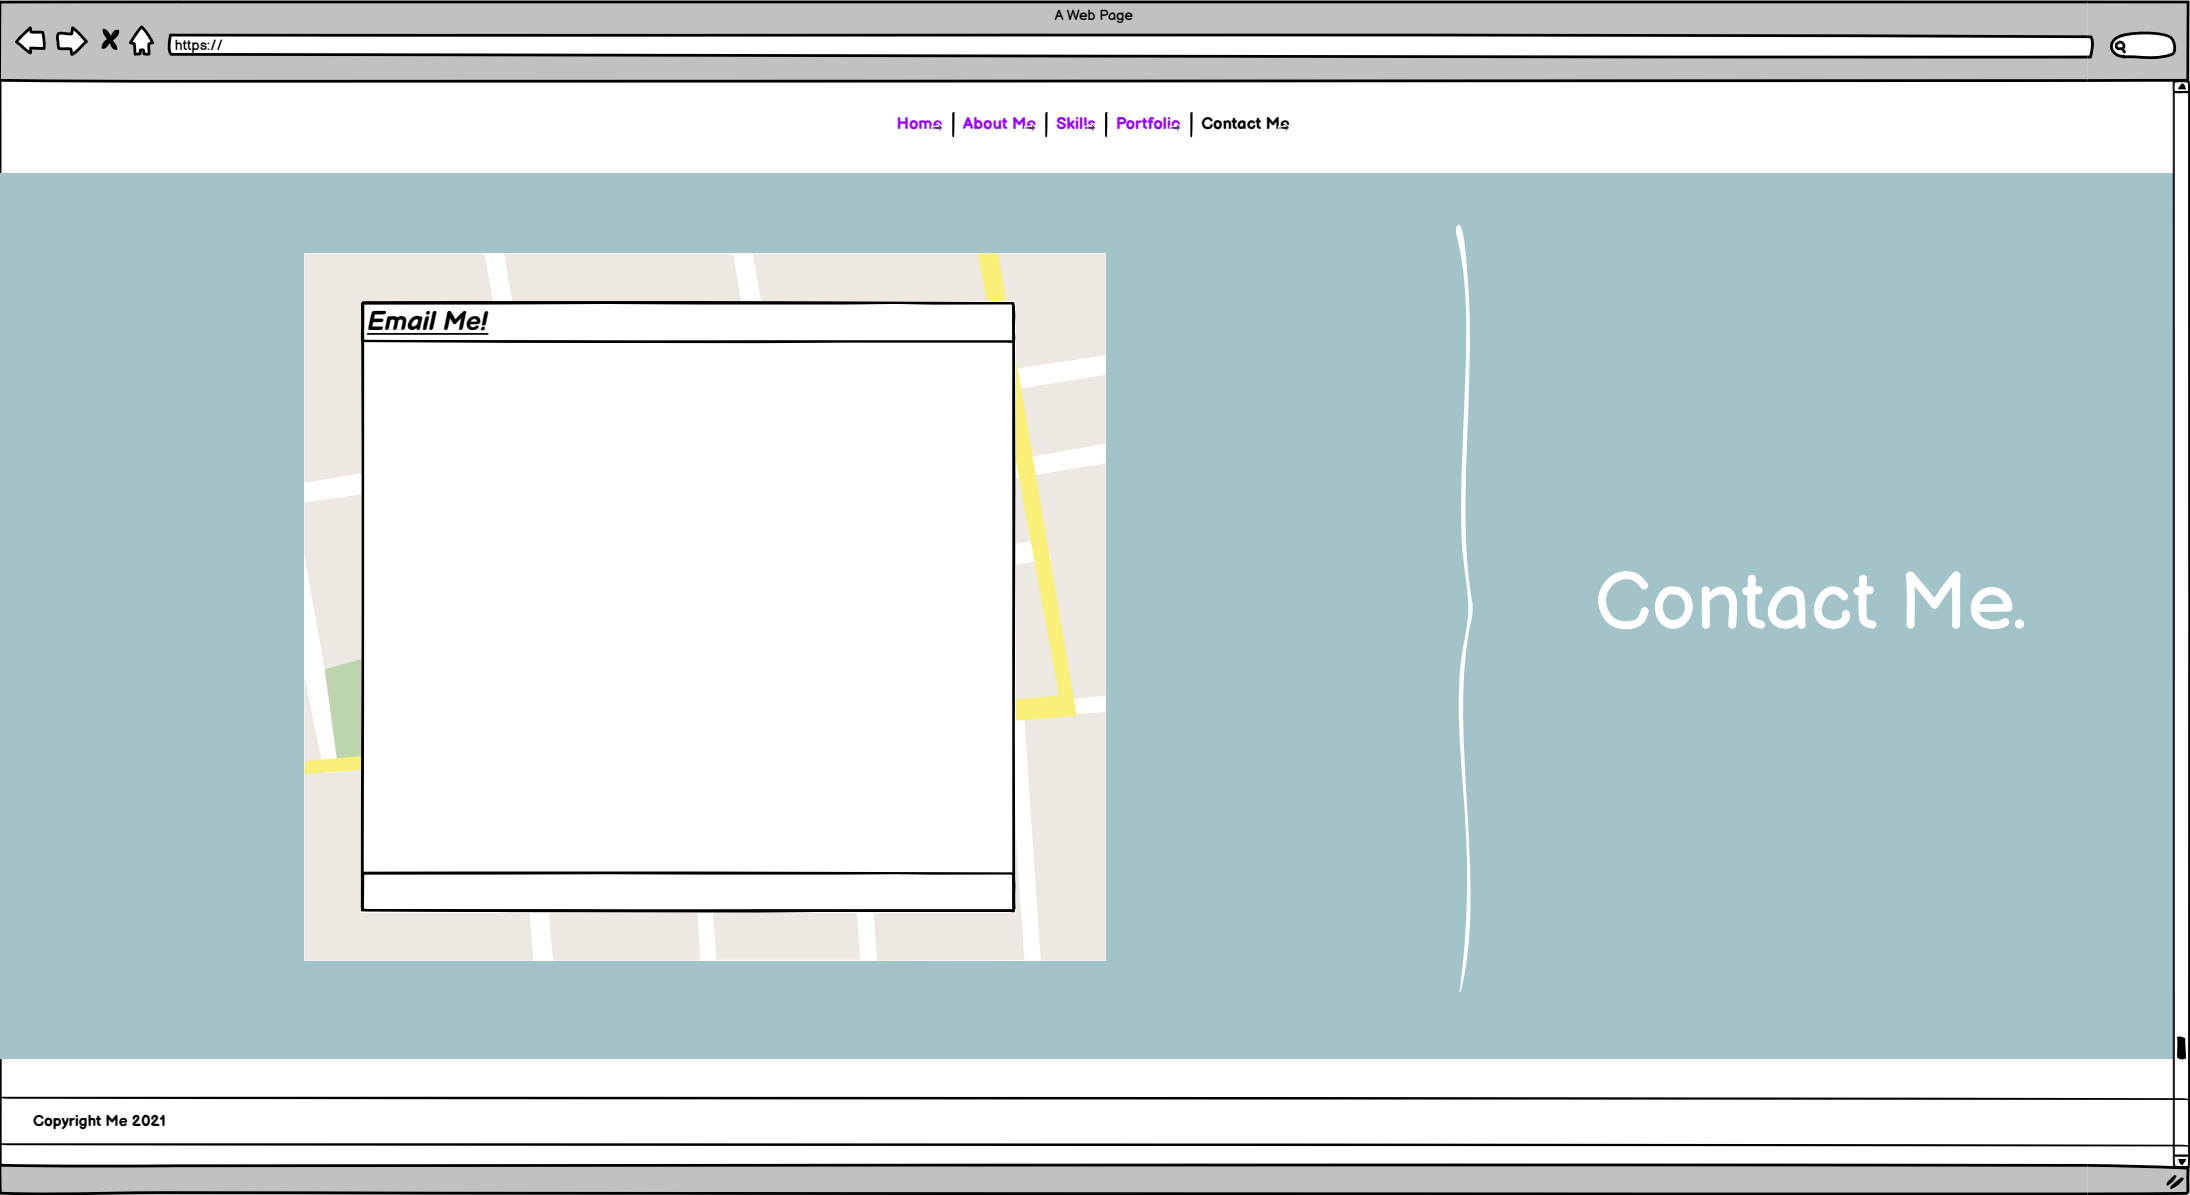 A Web Page
https://
Home | About Me | Skills | Portfolio | Contact Me
Email Me!
Contact Me.
Copyright Me 2021